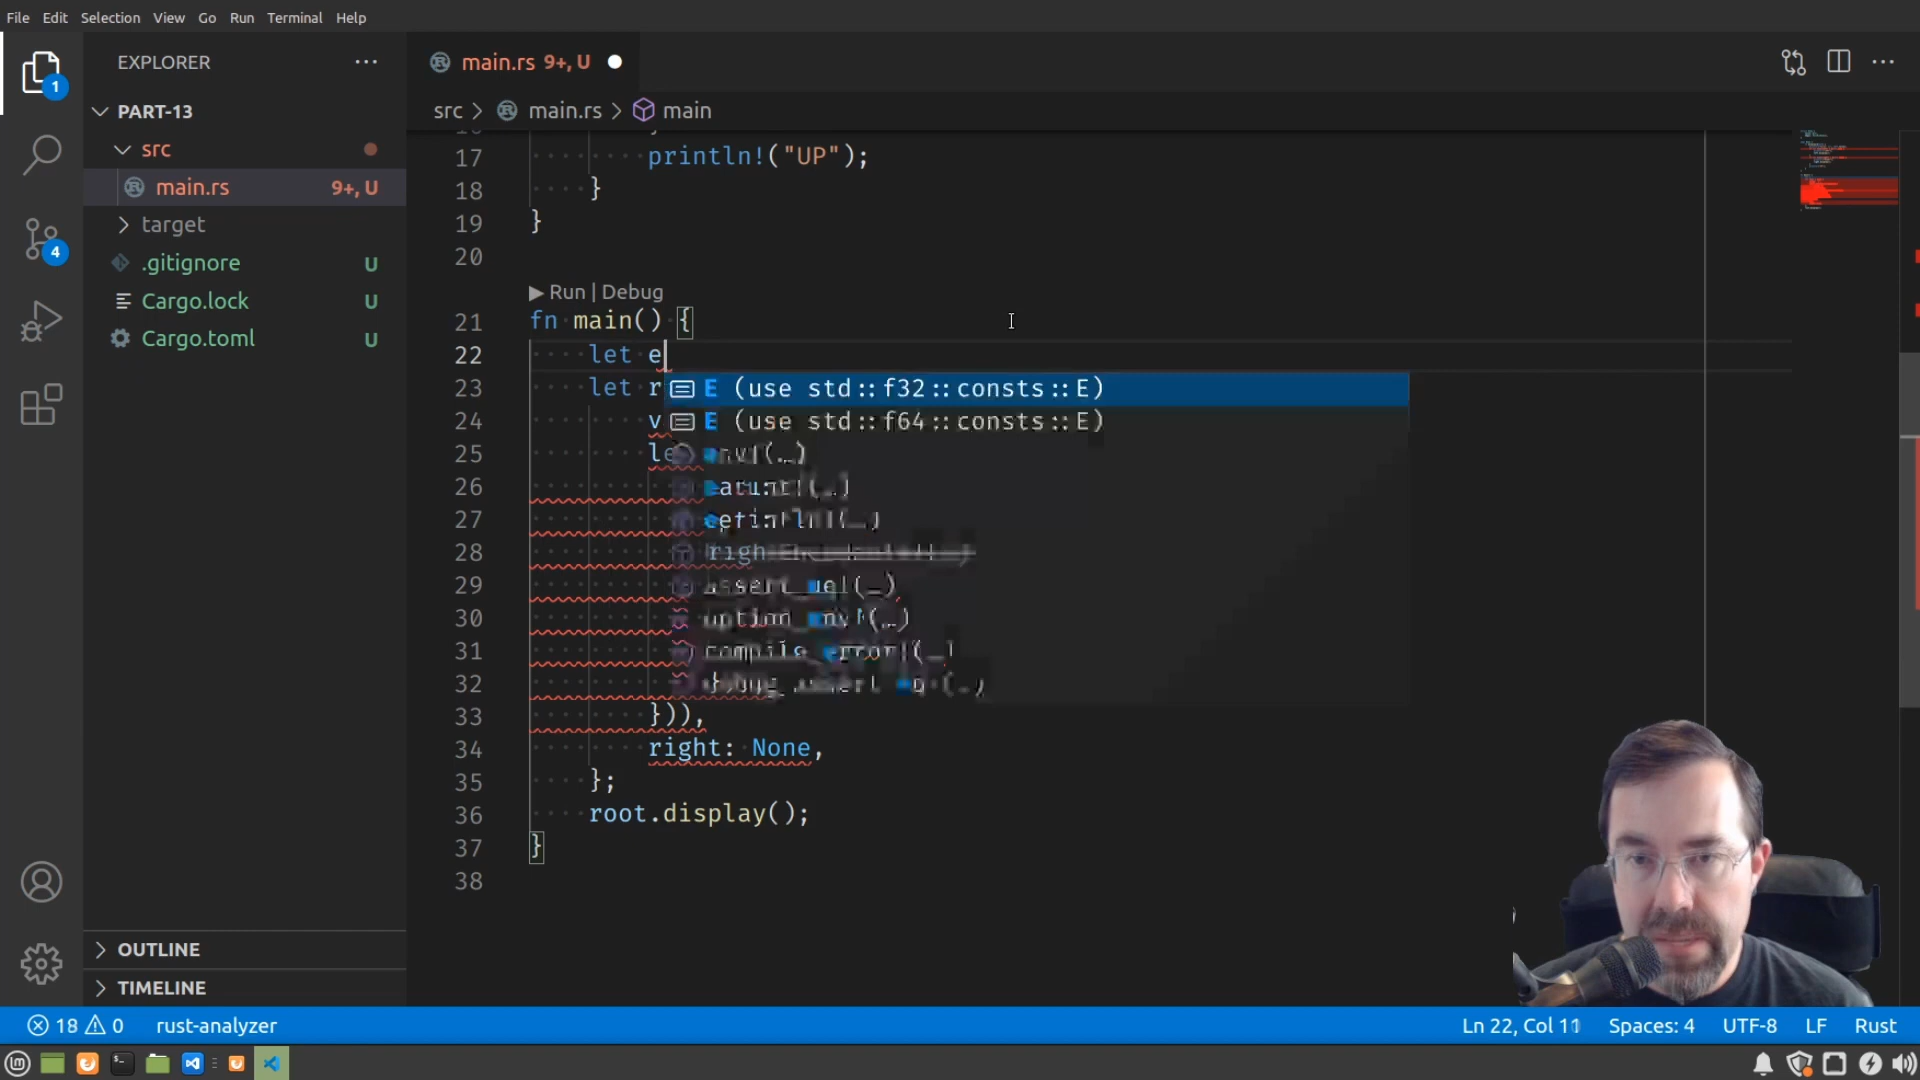 File Edit Selection View Go Run Terminal Help
EXPLORER
main.rs 9+, U
PART-13
src > main.rs > main
src
main.rs 9+, U
target
.gitignore U
Cargo.lock U
Cargo.toml U
17 println!("UP");
18 }
19 }
20
Run | Debug
21 fn main() {
22 let e
23 let r E (use std::f32::consts::E)
24 v E (use std::f64::consts::E)
25 le
26
27
28
29
30
31
32
33 })),
34 right: None,
35 };
36 root.display();
37 }
38
OUTLINE
TIMELINE
18 0 rust-analyzer Ln 22, Col 11 Spaces: 4 UTF-8 LF Rust
1
4